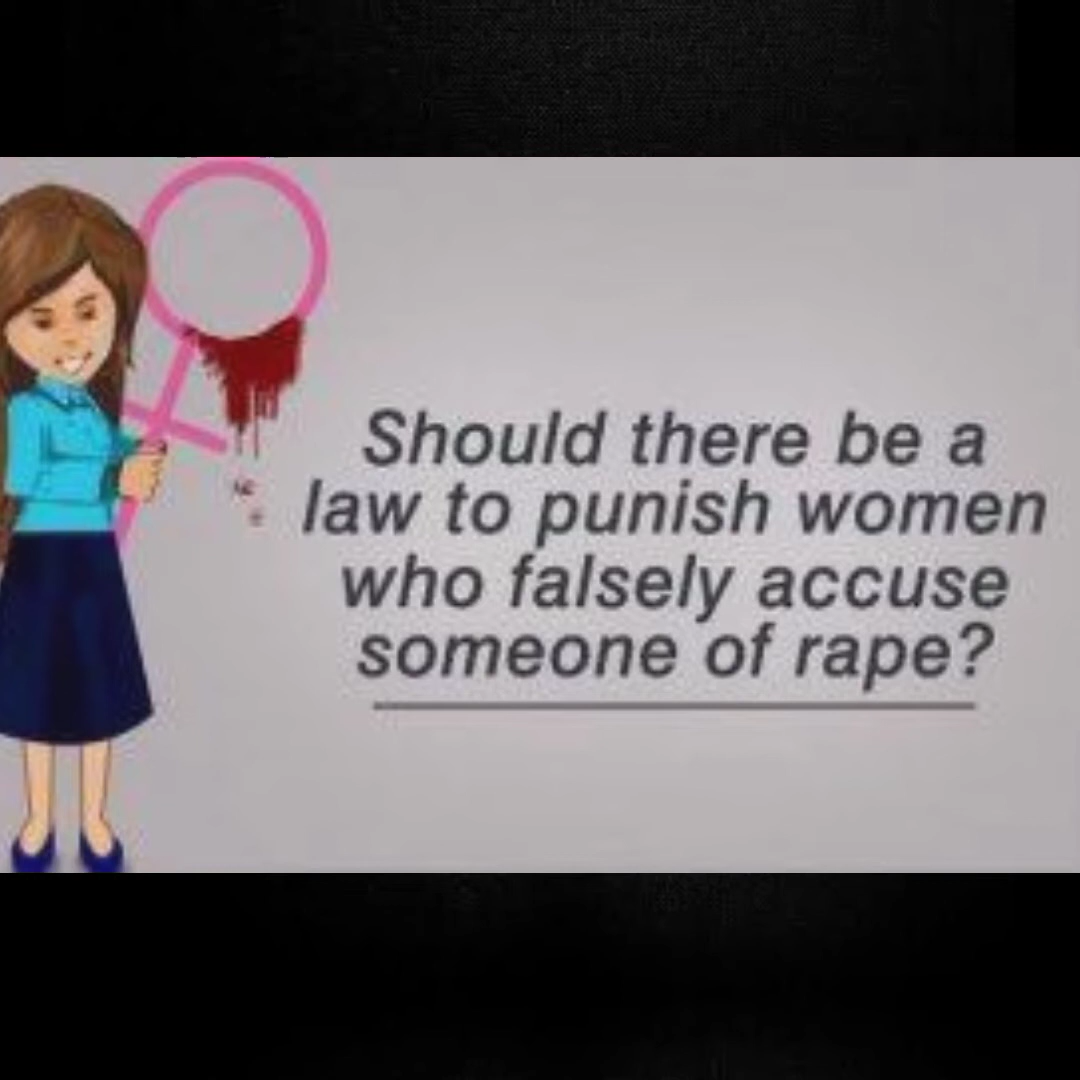 Should there be a
law to punish women
who falsely accuse
someone of rape?